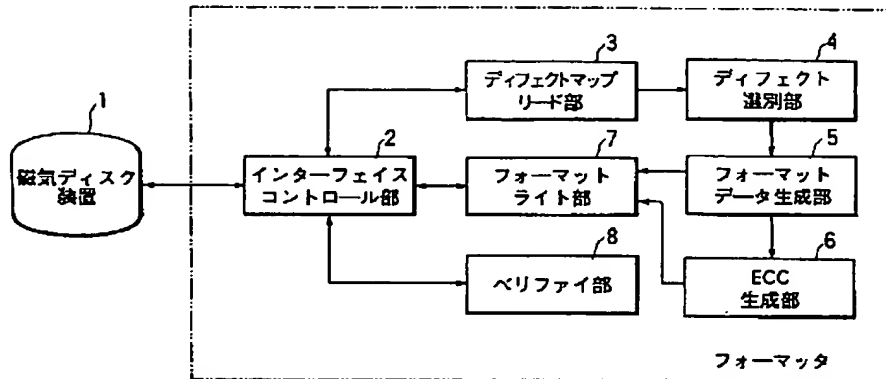 1
磁気ディスク
装置
2
インターフェイス
コントロール部
3
ディフェクトマップ
リード部
4
ディフェクト
選別部
7
フォーマット
ライト部
5
フォーマット
データ生成部
8
ベリファイ部
6
ECC
生成部
フォーマッタ